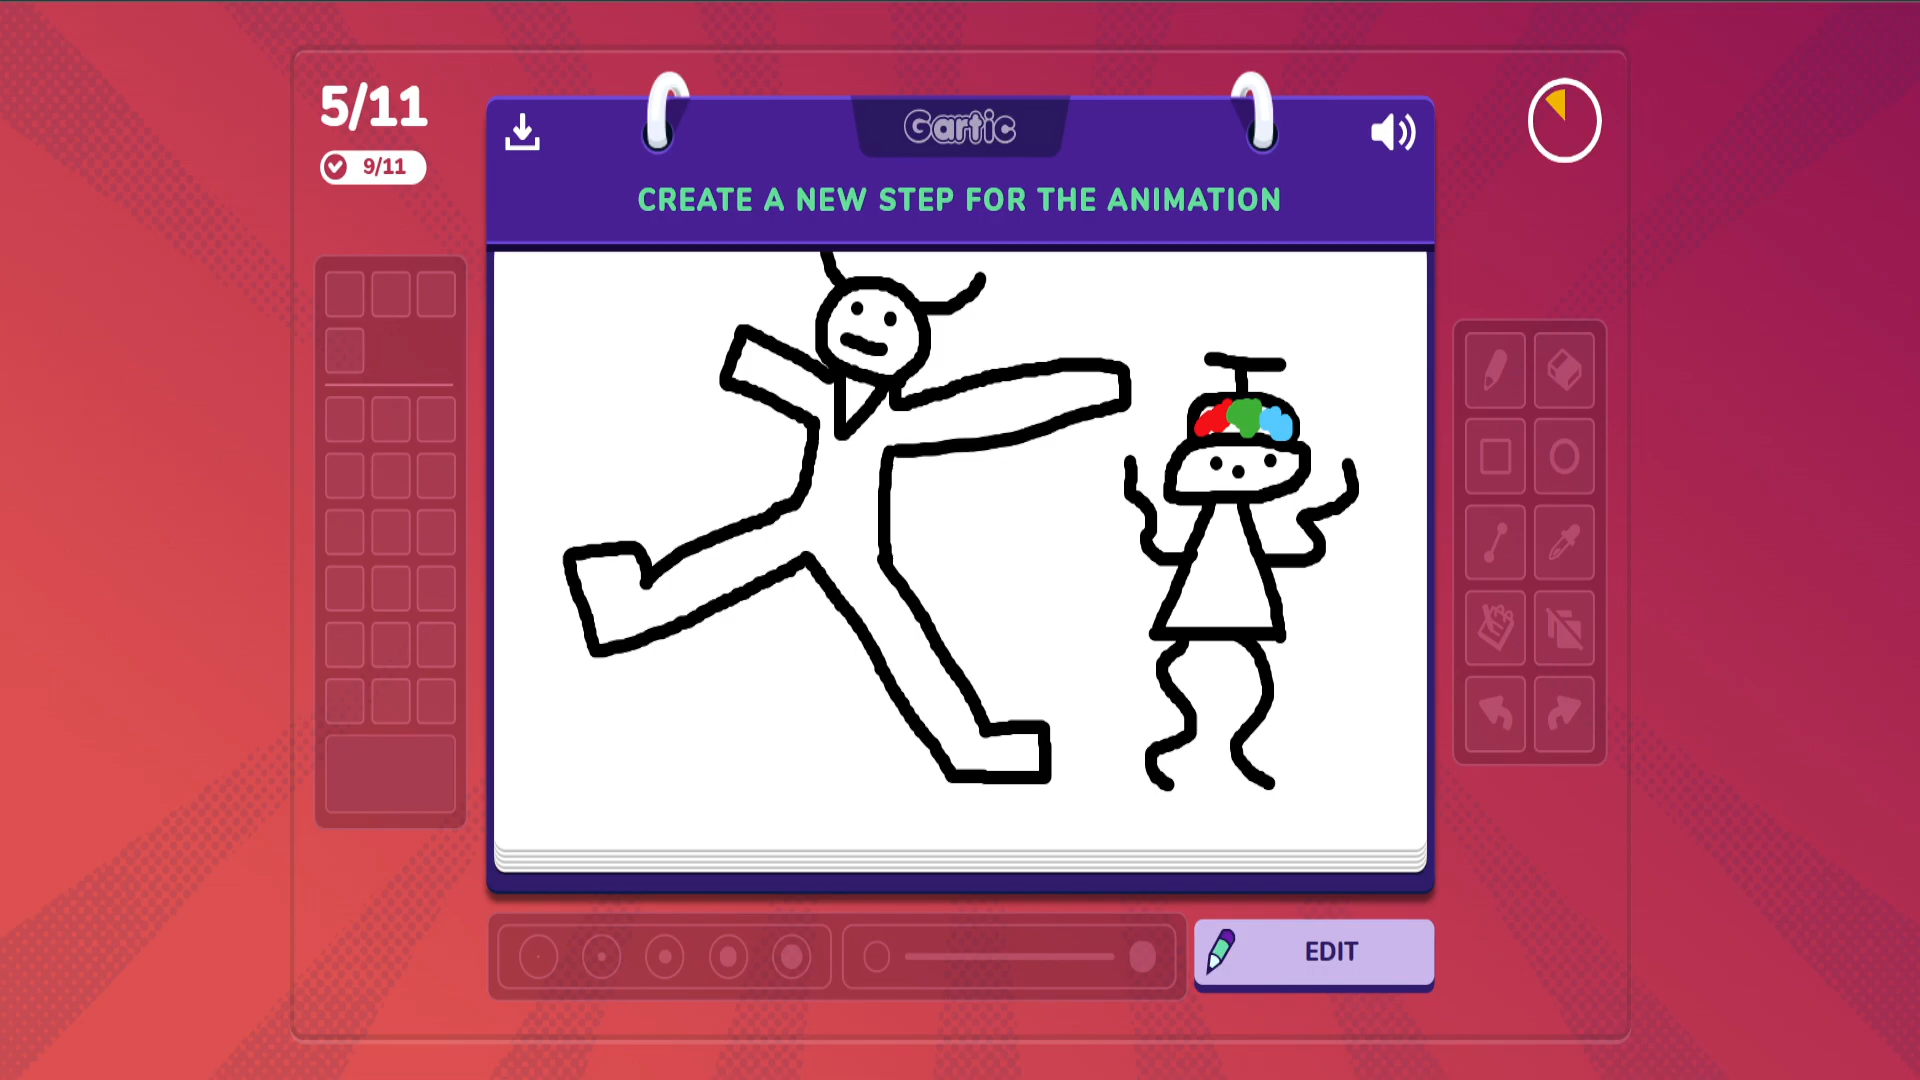 5/11
9/11
Gartic
CREATE A NEW STEP FOR THE ANIMATION
EDIT